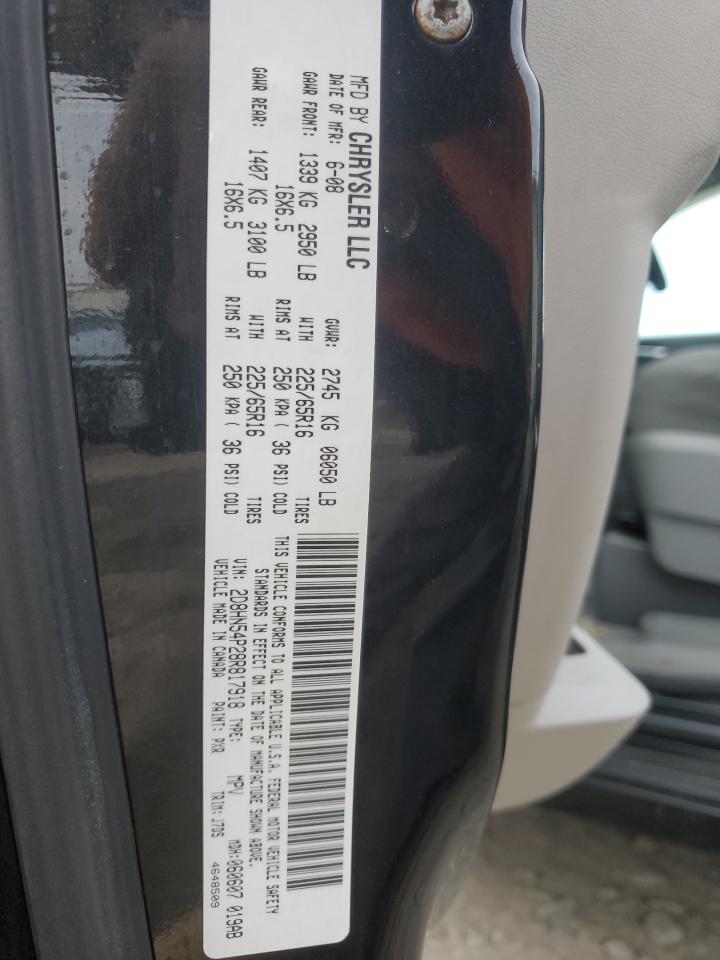 MFD BY CHRYSLER LLC
DATE OF MFR: 6-08 GVWR: 2745 KG 06050 LB
GAWR FRONT: 1339 KG 2950 LB WITH 225/65R16 TIRES
16X6.5 RIMS AT 250 KPA ( 36 PSI) COLD
GAWR REAR: 1407 KG 3100 LB WITH 225/65R16 TIRES
16X6.5 RIMS AT 250 KPA ( 36 PSI) COLD
THIS VEHICLE CONFORMS TO ALL APPLICABLE U.S.A. FEDERAL MOTOR VEHICLE SAFETY
STANDARDS IN EFFECT ON THE DATE OF MANUFACTURE SHOWN ABOVE.
VIN: 2D8HN54P28R817918 TYPE: MPV MDH:060607 019AB
VEHICLE MADE IN CANADA PAINT: PXR TRIM:J7DS 4648509